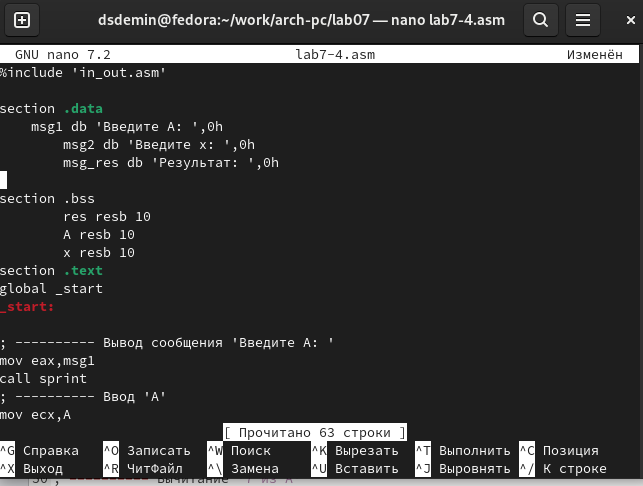 dsdemin@fedora:~/work/arch-pc/lab07 — nano lab7-4.asm
GNU nano 7.2 lab7-4.asm Изменён
%include 'in_out.asm'
section .data
msg1 db 'Введите A: ',0h
msg2 db 'Введите x: ',0h
msg_res db 'Результат: ',0h
section .bss
res resb 10
A resb 10
x resb 10
section .text
global _start
_start:
; ---------- Вывод сообщения 'Введите A: '
mov eax,msg1
call sprint
; ---------- Ввод 'A'
mov ecx,A
[ Прочитано 63 строки ]
^G Справка ^O Записать ^W Поиск ^K Вырезать ^T Выполнить ^C Позиция
^X Выход ^R ЧитФайл ^\ Замена ^U Вставить ^J Выровнять ^/ К строке